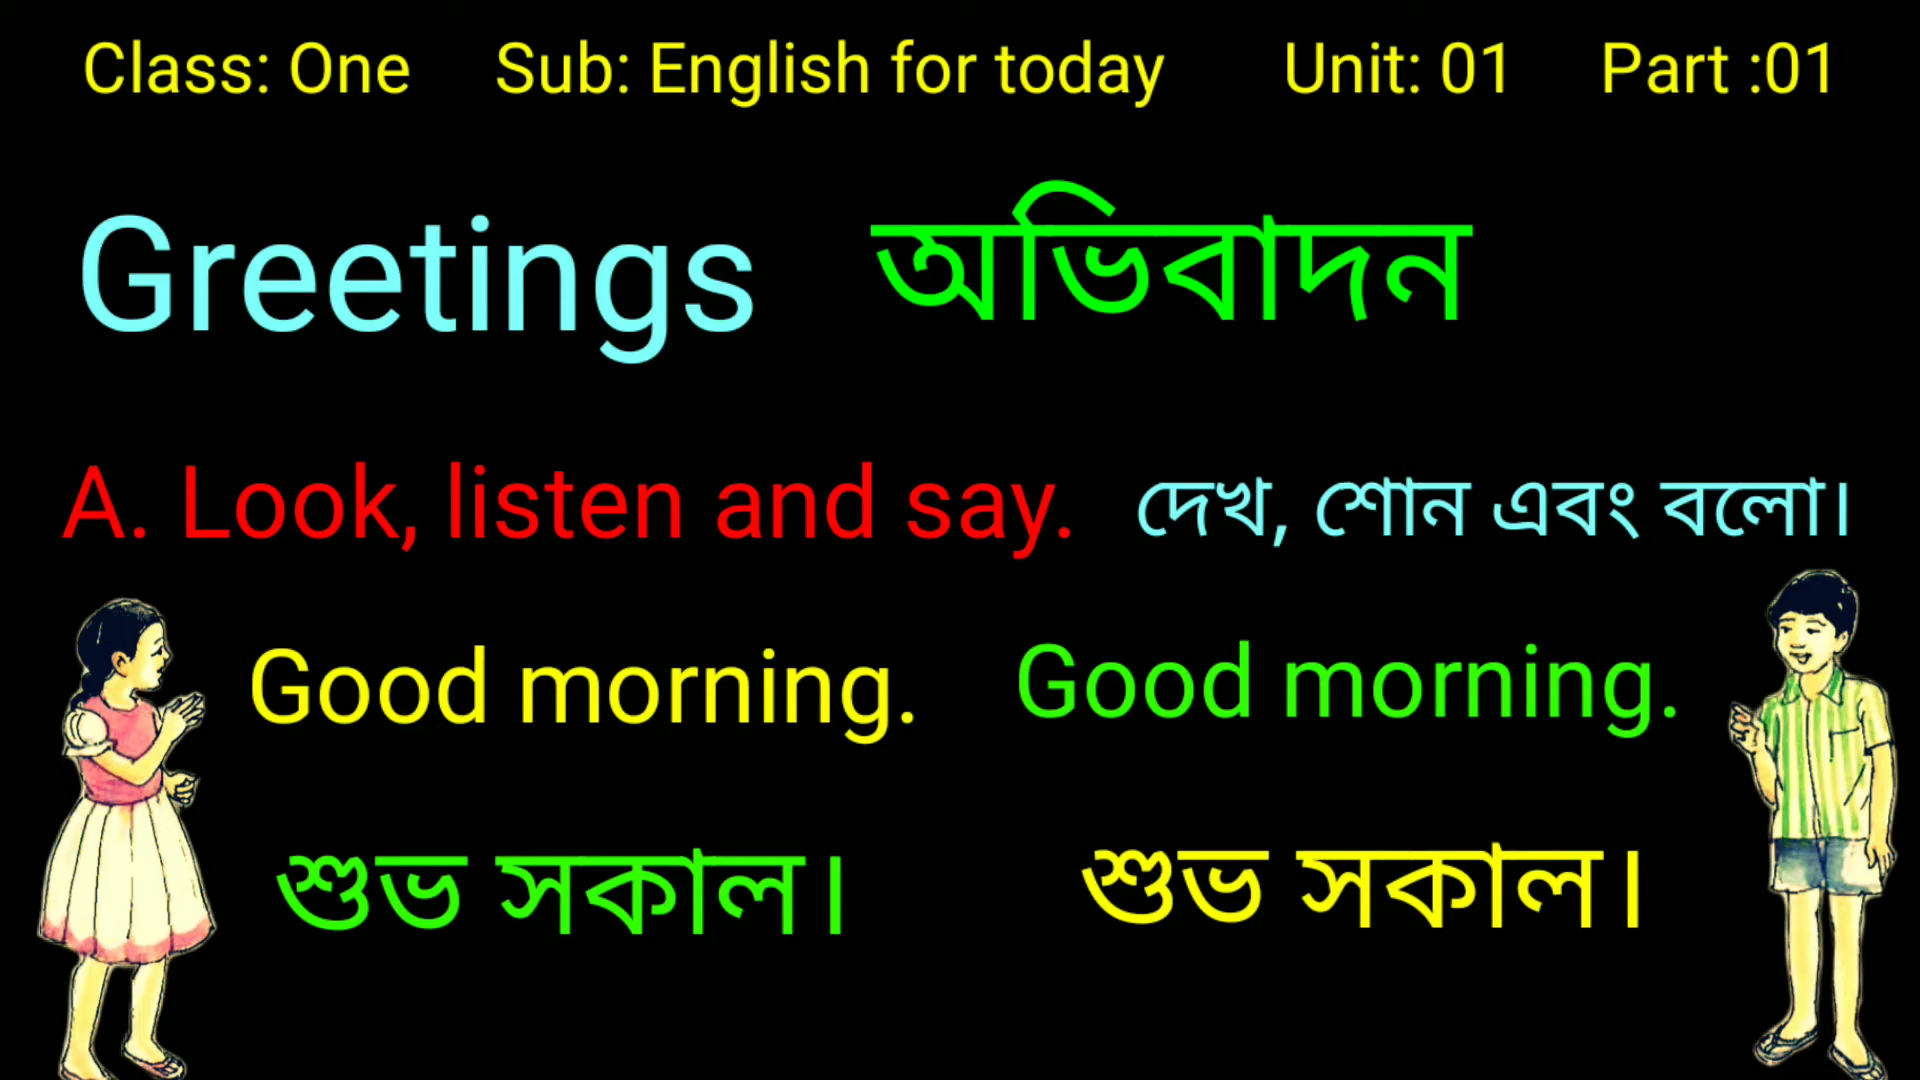 Class: One Sub: English for today Unit: 01 Part :01
Greetings অভিবাদন
A. Look, listen and say. দেখ, শোন এবং বলো।
Good morning. Good morning.
শুভ সকাল। শুভ সকাল।